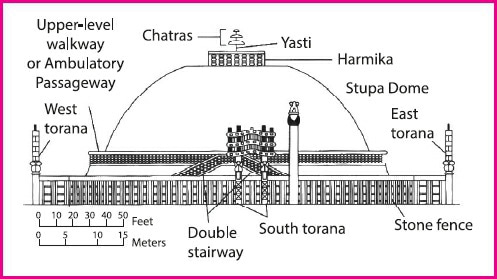 Upper-level
walkway
or Ambulatory
Passageway
Chatras
Yasti
Harmika
Stupa Dome
West
torana
East
torana
0 10 20 30 40 50 Feet
0 5 10 15 Meters
Double
stairway
South torana
Stone fence